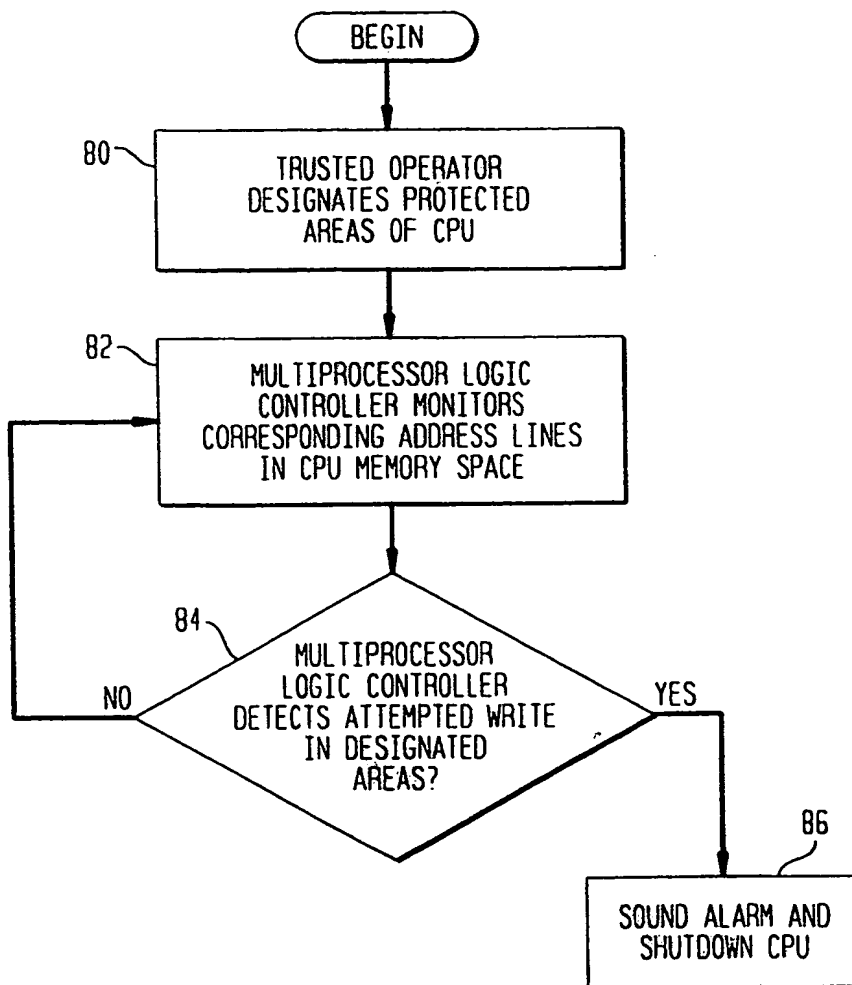 BEGIN
80
TRUSTED OPERATOR
DESIGNATES PROTECTED
AREAS OF CPU
82
MULTIPROCESSOR LOGIC
CONTROLLER MONITORS
CORRESPONDING ADDRESS LINES
IN CPU MEMORY SPACE
84
MULTIPROCESSOR
LOGIC CONTROLLER
DETECTS ATTEMPTED WRITE
IN DESIGNATED
AREAS?
NO
YES
86
SOUND ALARM AND
SHUTDOWN CPU